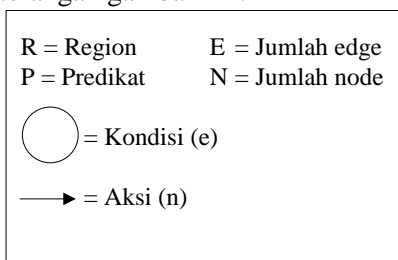 R = Region E = Jumlah edge
P = Predikat N = Jumlah node
= Kondisi (e)
= Aksi (n)